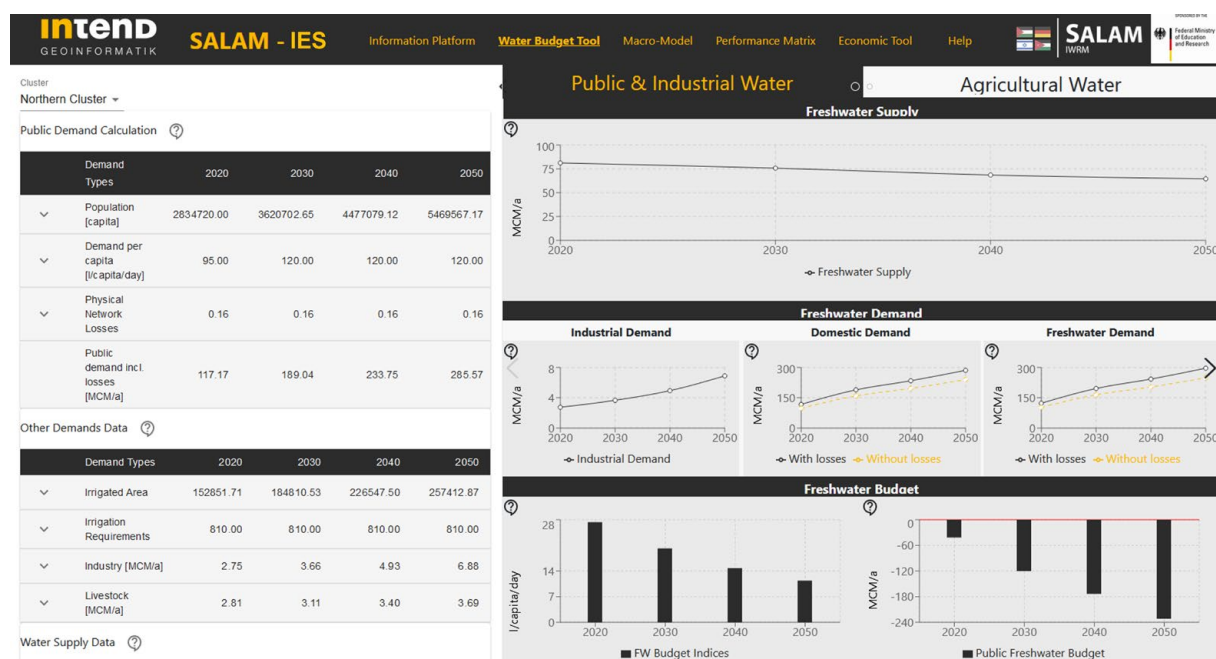 intenD
GEOINFORMATIK
SALAM - IES
Information Platform
Water Budget Tool
Macro-Model
Performance Matrix
Economic Tool
Help
SALAM
IWRM
SPONSORED BY THE
Federal Ministry
of Education
and Research
Cluster
Northern Cluster
Public Demand Calculation
Demand Types 2020 2030 2040 2050
Population [capita] 2834720.00 3620702.65 4477079.12 5469567.17
Demand per capita [l/capita/day] 95.00 120.00 120.00 120.00
Physical Network Losses 0.16 0.16 0.16 0.16
Public demand incl. losses [MCM/a] 117.17 189.04 233.75 285.57
Other Demands Data
Demand Types 2020 2030 2040 2050
Irrigated Area 152851.71 184810.53 226547.50 257412.87
Irrigation Requirements 810.00 810.00 810.00 810.00
Industry [MCM/a] 2.75 3.66 4.93 6.88
Livestock [MCM/a] 2.81 3.11 3.40 3.69
Water Supply Data
Public & Industrial Water
Agricultural Water
Freshwater Supply
MCM/a
100
75
50
25
0
2020 2030 2040 2050
Freshwater Supply
Freshwater Demand
Industrial Demand
MCM/a
8
4
0
2020 2030 2040 2050
Industrial Demand
Domestic Demand
MCM/a
300
150
0
2020 2030 2040 2050
With losses Without losses
Freshwater Demand
MCM/a
300
150
0
2020 2030 2040 2050
With losses Without losses
Freshwater Budget
l/capita/day
28
14
7
0
2020 2030 2040 2050
FW Budget Indices
MCM/a
0
-60
-120
-180
-240
2020 2030 2040 2050
Public Freshwater Budget